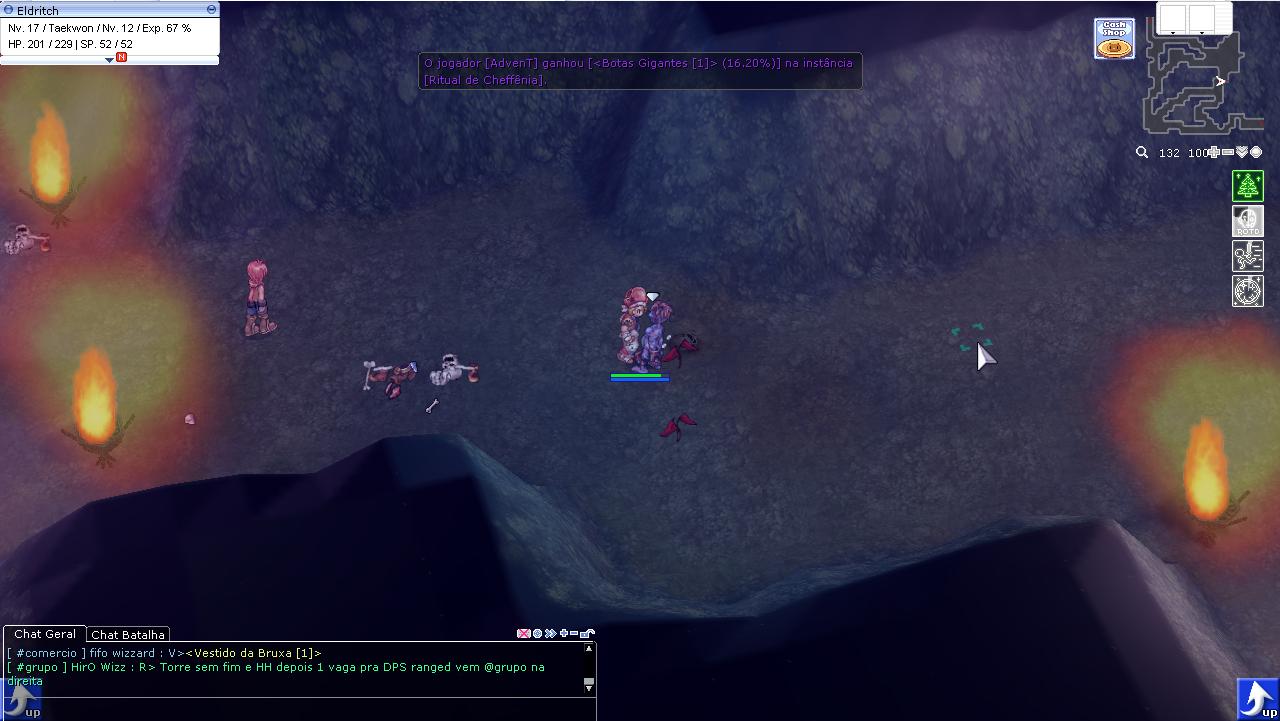 Eldritch
Nv. 17 / Taekwon / Nv. 12 / Exp. 67 %
HP. 201 / 229 | SP. 52 / 52
N
O jogador [AdvenT] ganhou [<Botas Gigantes [1]> (16.20%)] na instância
[Ritual de Cheffênia].
Cash
Shop
132 100
ROTD
Chat Geral
Chat Batalha
[ #comercio ] fifo wizzard : V><Vestido da Bruxa [1]>
[ #grupo ] HirO Wizz : R> Torre sem fim e HH depois 1 vaga pra DPS ranged vem @grupo na
direita
up
up